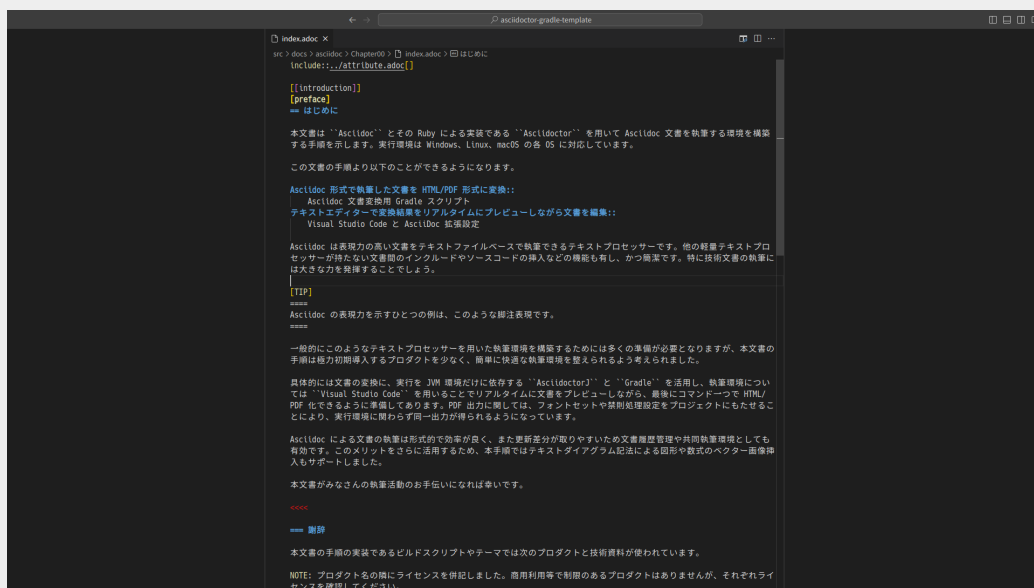 asciidoctor-gradle-template
index.adoc
src > docs > asciidoc > Chapter00 > index.adoc > はじめに
include::../attribute.adoc[]
[[introduction]]
[preface]
== はじめに
本文書は ``Asciidoc`` とその Ruby による実装である ``Asciidoctor`` を用いて Asciidoc 文書を執筆する環境を構築
する手順を示します。実行環境は Windows、Linux、macOS の各 OS に対応しています。
この文書の手順より以下のことができるようになります。
Asciidoc 形式で執筆した文書を HTML/PDF 形式に変換::
Asciidoc 文書変換用 Gradle スクリプト
テキストエディターで変換結果をリアルタイムにプレビューしながら文書を編集::
Visual Studio Code と AsciiDoc 拡張設定
Asciidoc は表現力の高い文書をテキストファイルベースで執筆できるテキストプロセッサーです。他の軽量テキストプロ
セッサーが持たない文書間のインクルードやソースコードの挿入などの機能も有し、かつ簡潔です。特に技術文書の執筆に
は大きな力を発揮することでしょう。
[TIP]
====
Asciidoc の表現力を示すひとつの例は、このような脚注表現です。
====
一般的にこのようなテキストプロセッサーを用いた執筆環境を構築するためには多くの準備が必要となりますが、本文書の
手順は極力初期導入するプロダクトを少なく、簡単に快適な執筆環境を整えられるよう考えられました。
具体的には文書の変換に、実行を JVM 環境だけに依存する ``AsciidoctorJ`` と ``Gradle`` を活用し、執筆環境につい
ては ``Visual Studio Code`` を用いることでリアルタイムに文書をプレビューしながら、最後にコマンド一つで HTML/
PDF 化できるように準備してあります。PDF 出力に関しては、フォントセットや禁則処理設定をプロジェクトにもたせるこ
とにより、実行環境に関わらず同一出力が得られるようになっています。
Asciidoc による文書の執筆は形式的で効率が良く、また更新差分が取りやすいため文書履歴管理や共同執筆環境としても
有効です。このメリットをさらに活用するため、本手順ではテキストダイアグラム記法による図形や数式のベクター画像挿
入もサポートしました。
本文書がみなさんの執筆活動のお手伝いになれば幸いです。
<<<<
=== 謝辞
本文書の手順の実装であるビルドスクリプトやテーマでは次のプロダクトと技術資料が使われています。
NOTE: プロダクト名の隣にライセンスを併記しました。商用利用等で制限のあるプロダクトはありませんが、それぞれライ
センスを確認してください。